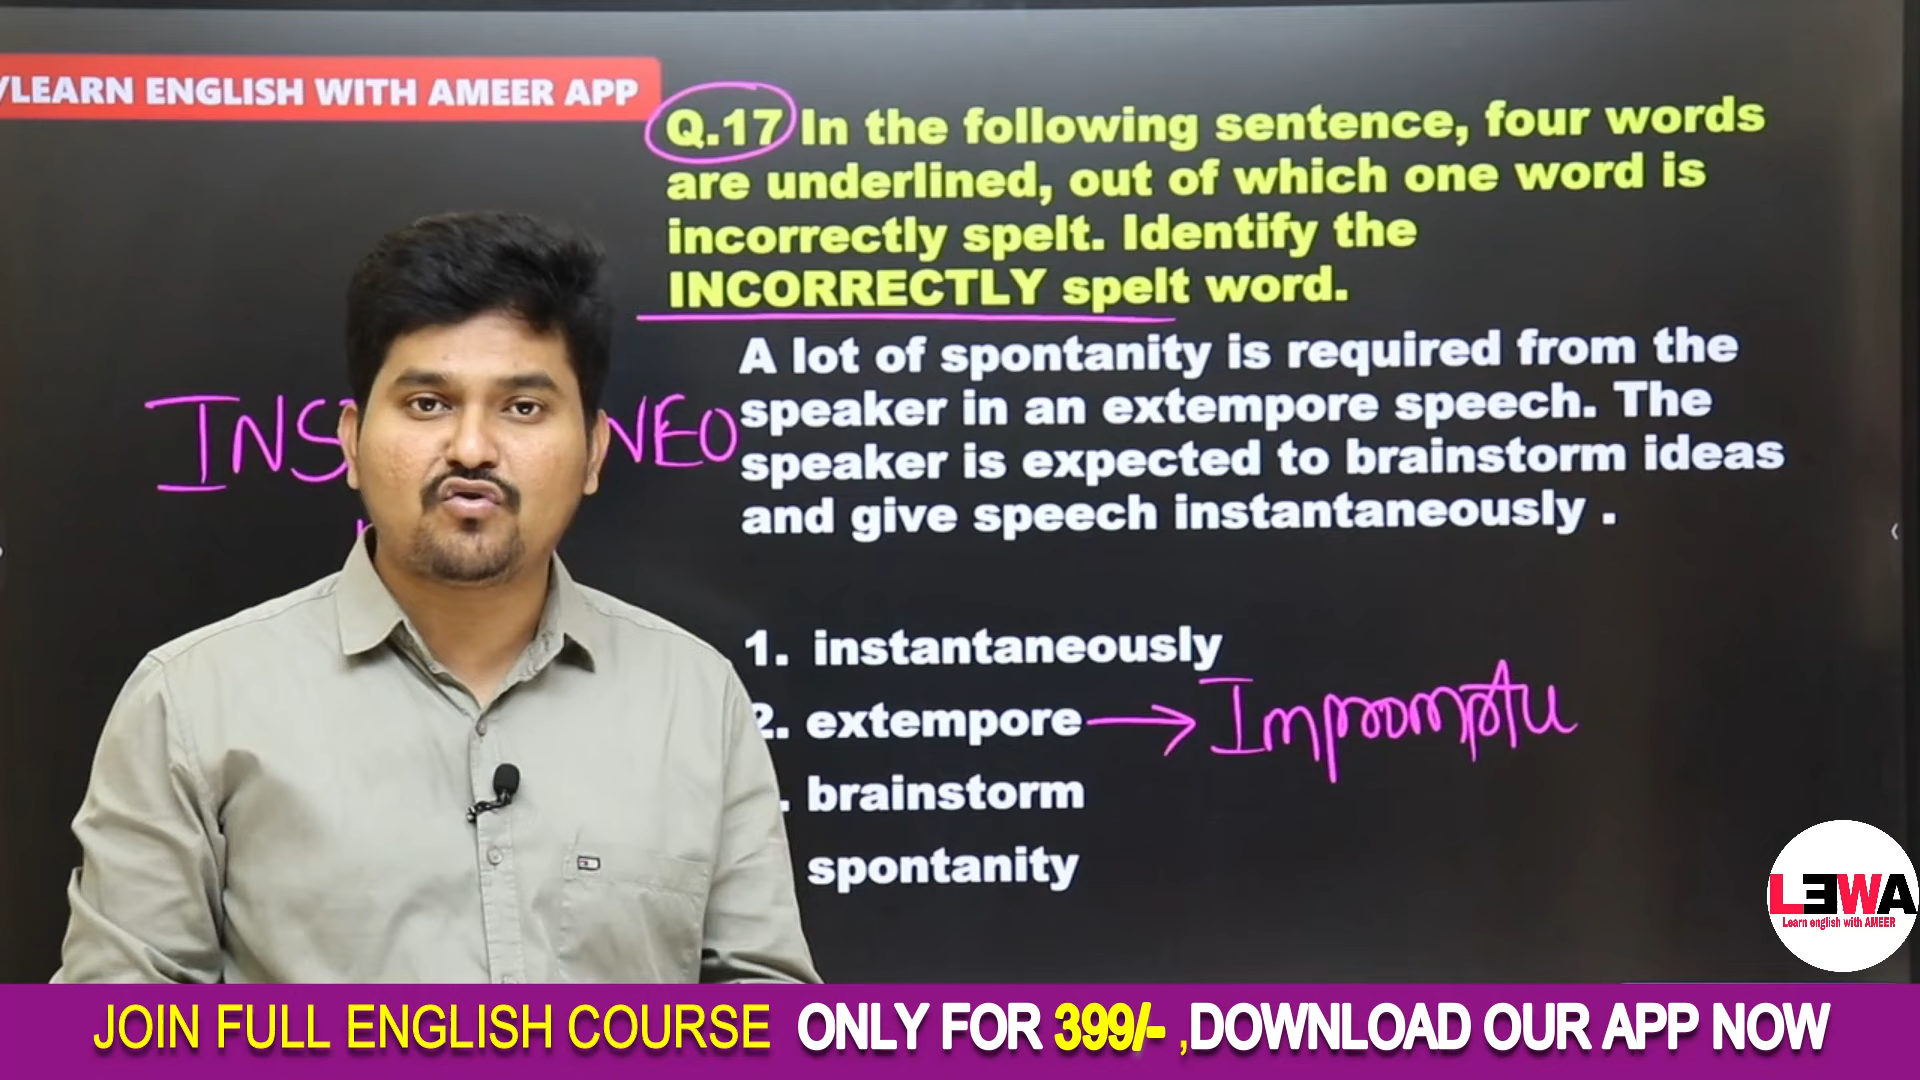 /LEARN ENGLISH WITH AMEER APP
Q.17 In the following sentence, four words
are underlined, out of which one word is
incorrectly spelt. Identify the
INCORRECTLY spelt word.
A lot of spontanity is required from the
speaker in an extempore speech. The
speaker is expected to brainstorm ideas
and give speech instantaneously .
INS NEO
1. instantaneously
2. extempore → Impromptu
. brainstorm
spontanity
LEWA
Learn english with AMEER
JOIN FULL ENGLISH COURSE ONLY FOR 399/- ,DOWNLOAD OUR APP NOW